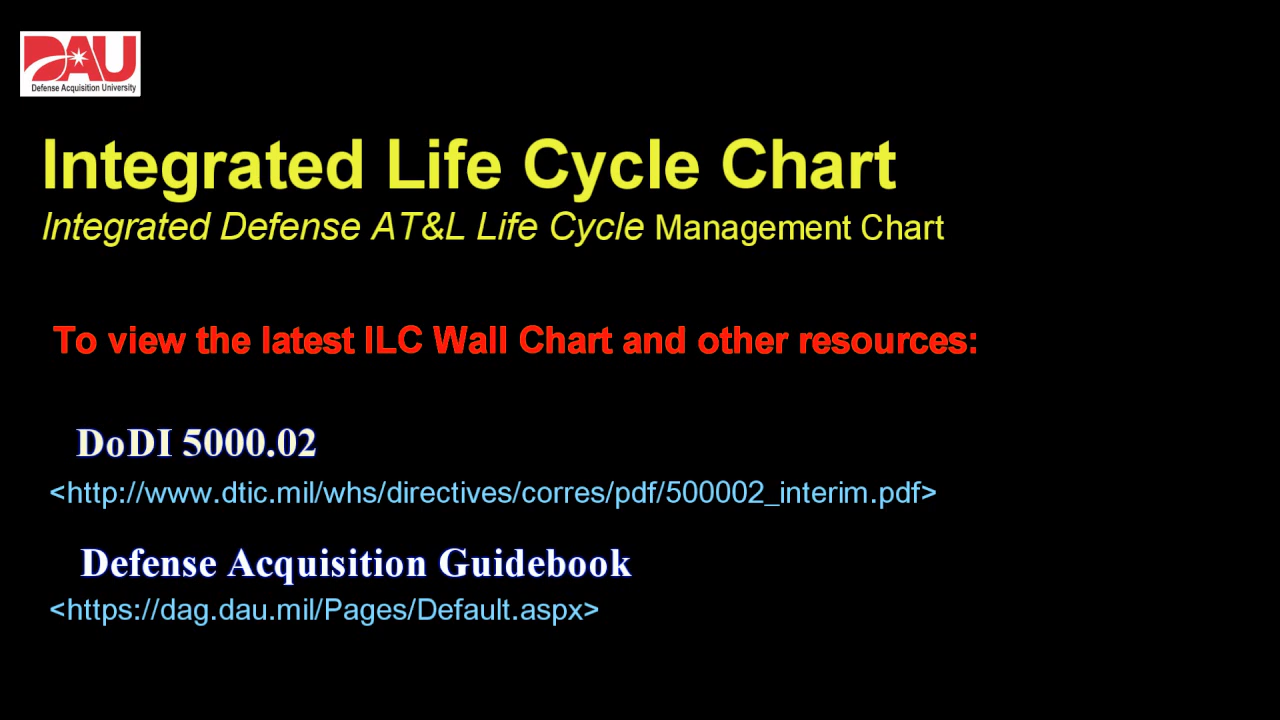 DAU
Defense Acquisition University
Integrated Life Cycle Chart
Integrated Defense AT&L Life Cycle Management Chart
To view the latest ILC Wall Chart and other resources:
DoDI 5000.02
<http://www.dtic.mil/whs/directives/corres/pdf/500002_interim.pdf>
Defense Acquisition Guidebook
<https://dag.dau.mil/Pages/Default.aspx>